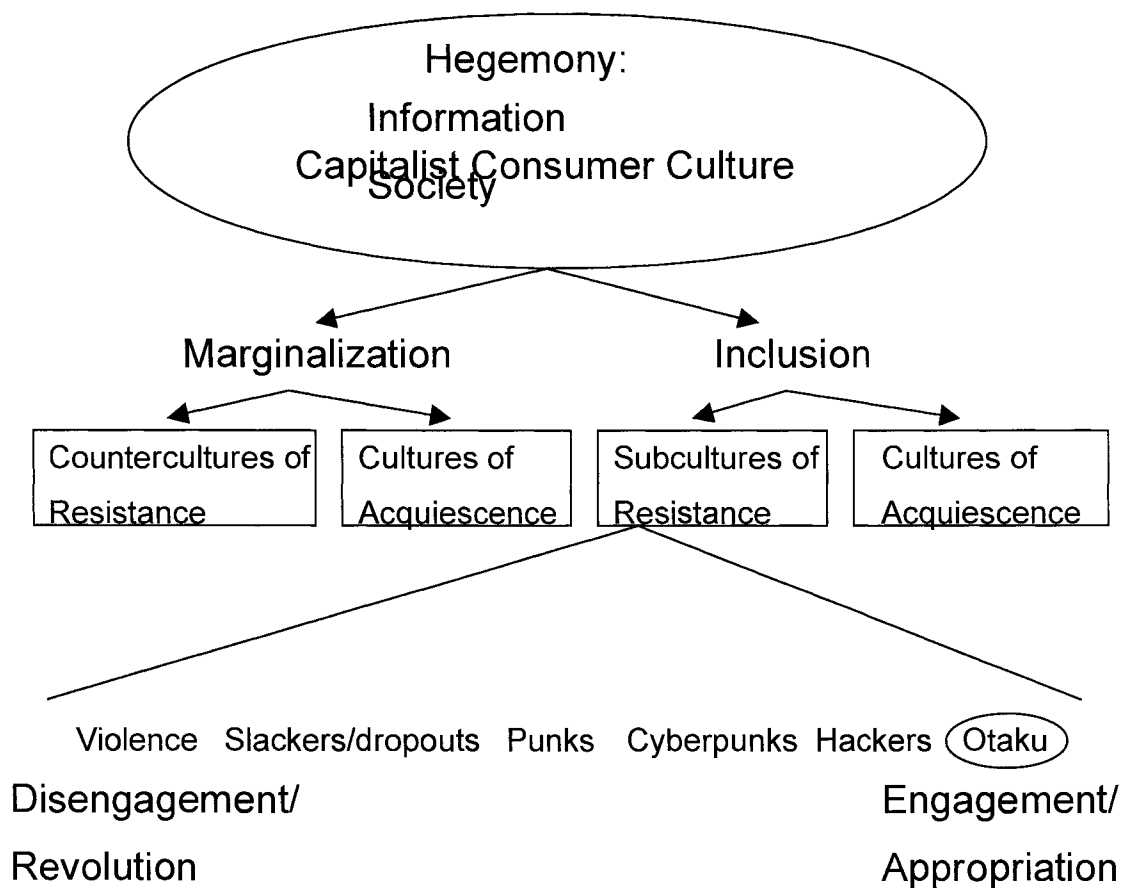 Hegemony:
Information
Capitalist Consumer Culture
Society
Marginalization
Inclusion
Countercultures of
Resistance
Cultures of
Acquiescence
Subcultures of
Resistance
Cultures of
Acquiescence
Violence Slackers/dropouts Punks Cyberpunks Hackers Otaku
Disengagement/
Revolution
Engagement/
Appropriation